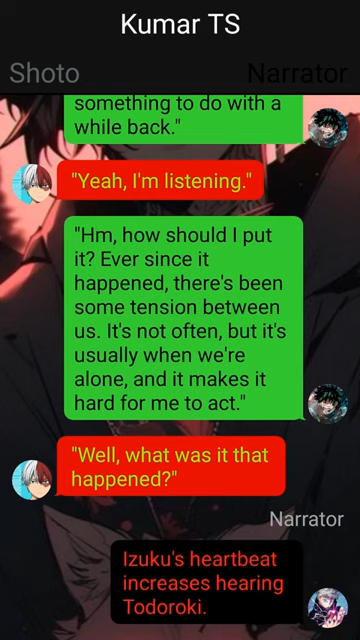 Kumar TS
Shoto
Narrator
something to do with a
while back."
"Yeah, I'm listening."
"Hm, how should I put
it? Ever since it
happened, there's been
some tension between
us. It's not often, but it's
usually when we're
alone, and it makes it
hard for me to act."
"Well, what was it that
happened?"
Narrator
Izuku's heartbeat
increases hearing
Todoroki.